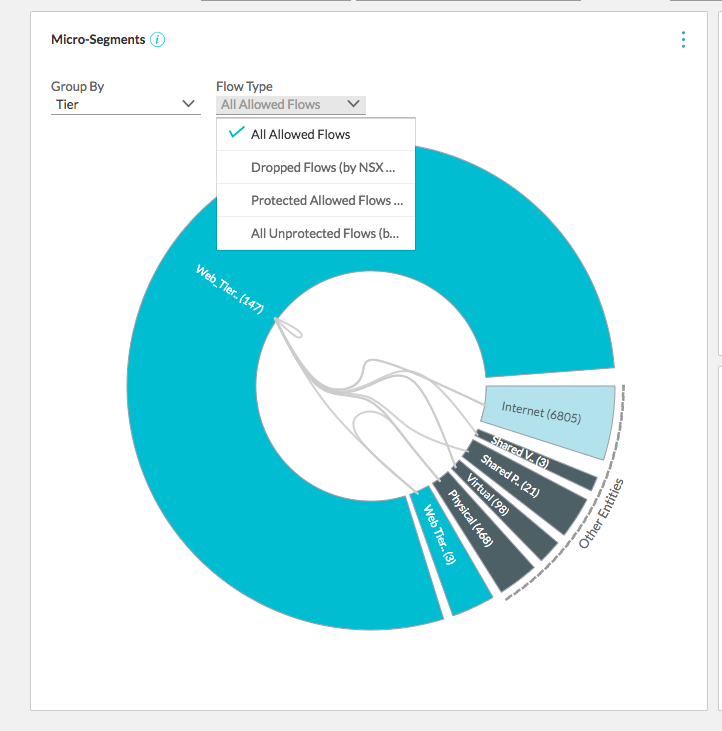 Micro-Segments i
Group By
Flow Type
Tier
All Allowed Flows
All Allowed Flows
Dropped Flows (by NSX ...
Protected Allowed Flows ...
All Unprotected Flows (b...
Web_Tier_ (147)
Internet (6805)
Shared V.. (3)
Shared P.. (21)
Virtual (98)
Physical (468)
Web Tier.. (3)
Other Entities